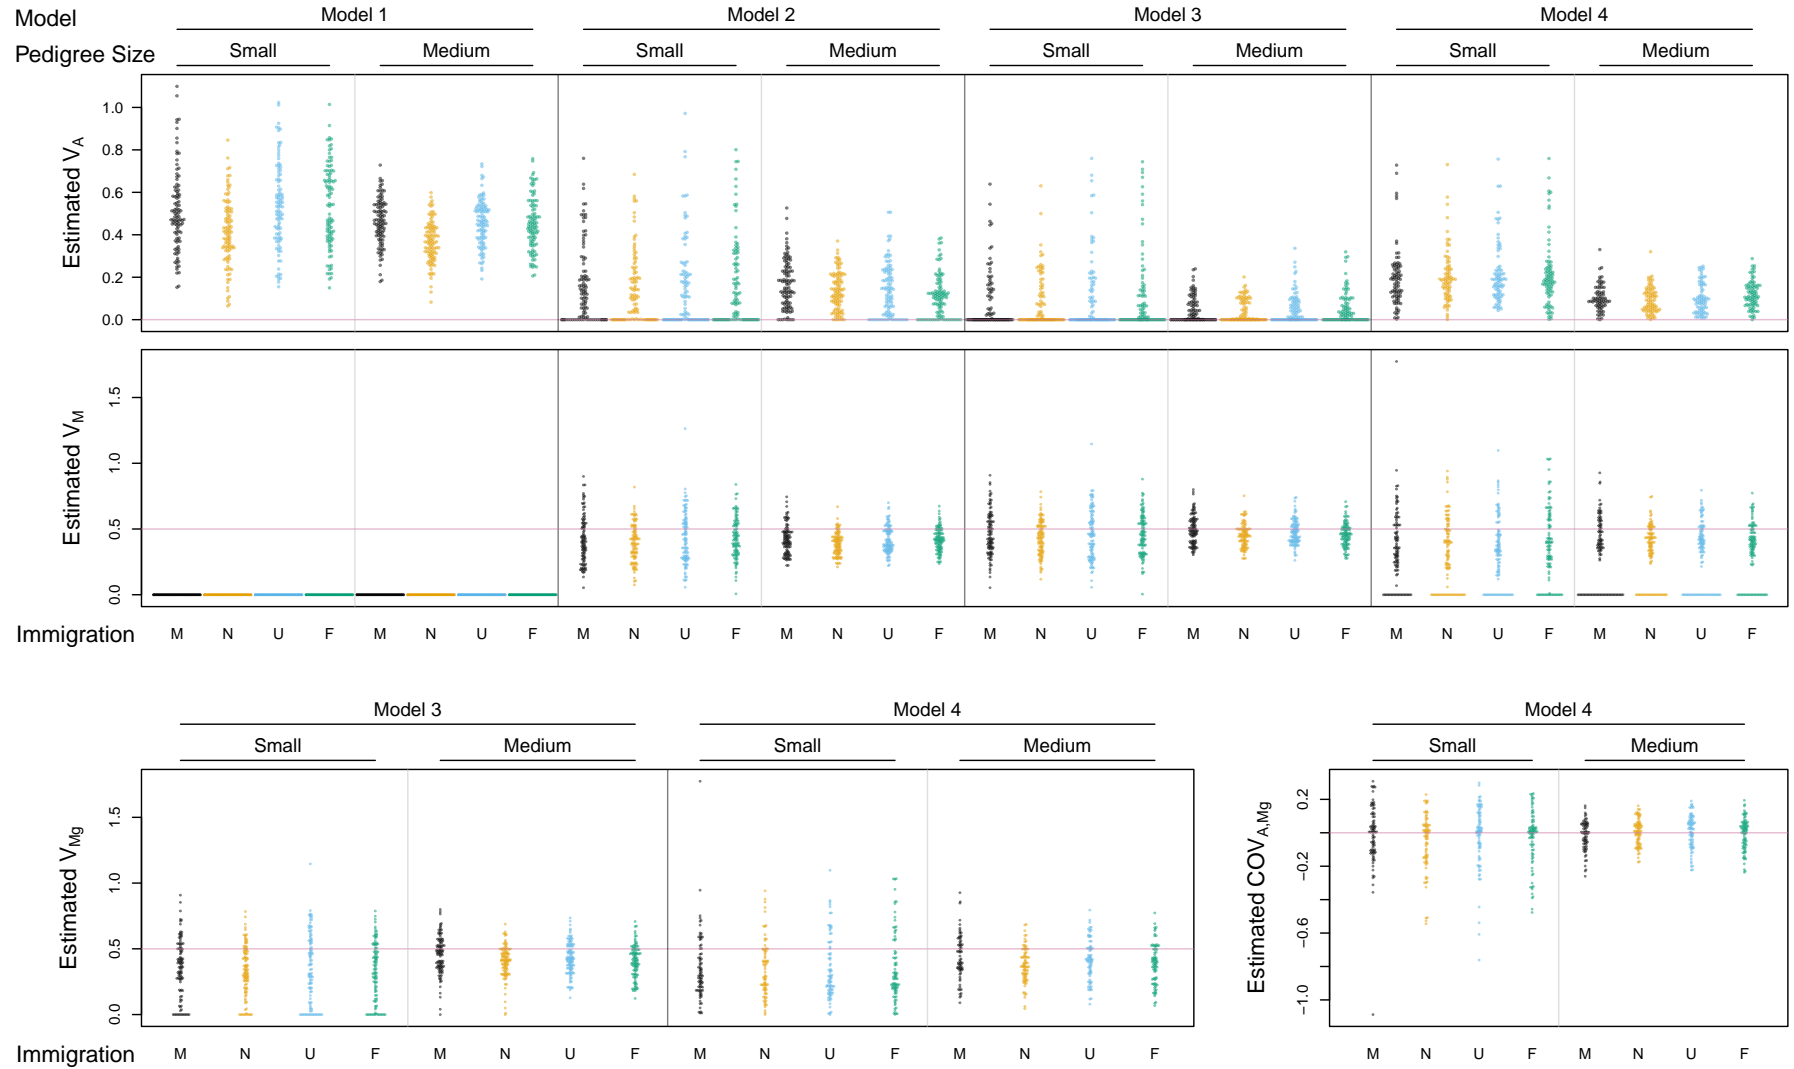 Model Model 1 Model 2 Model 3 Model 4
Pedigree Size Small Medium Small Medium Small Medium Small Medium
Estimated V_A
1.0
0.8
0.6
0.4
0.2
0.0
Estimated V_M
1.5
1.0
0.5
0.0
Immigration M N U F M N U F M N U F M N U F M N U F M N U F M N U F M N U F
Model 3 Model 4 Model 4
Small Medium Small Medium Small Medium
Estimated V_Mg
1.5
1.0
0.5
0.0
Estimated COV_A,Mg
0.2
−0.2
−0.6
−1.0
Immigration M N U F M N U F M N U F M N U F M N U F M N U F